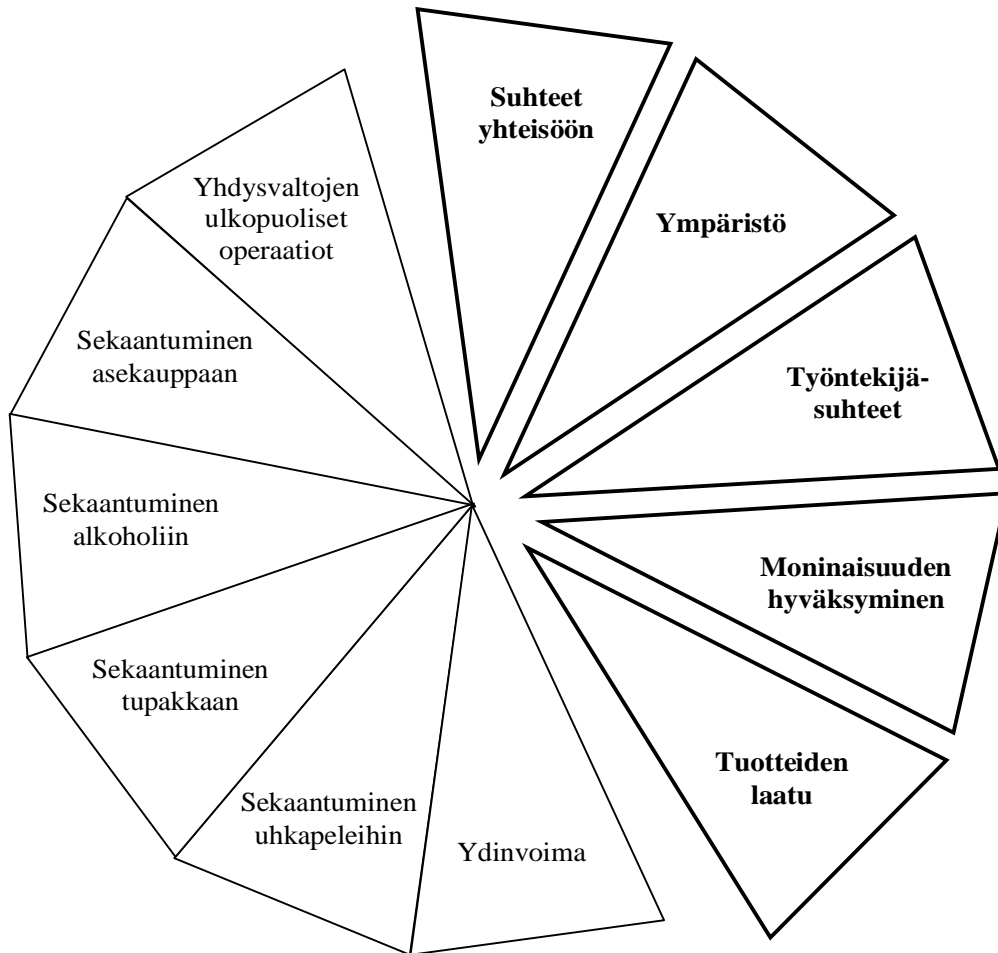 Suhteet
yhteisöön
Ympäristö
Työntekijä-
suhteet
Moninaisuuden
hyväksyminen
Tuotteiden
laatu
Ydinvoima
Sekaantuminen
uhkapeleihin
Sekaantuminen
tupakkaan
Sekaantuminen
alkoholiin
Sekaantuminen
asekauppaan
Yhdysvaltojen
ulkopuoliset
operaatiot